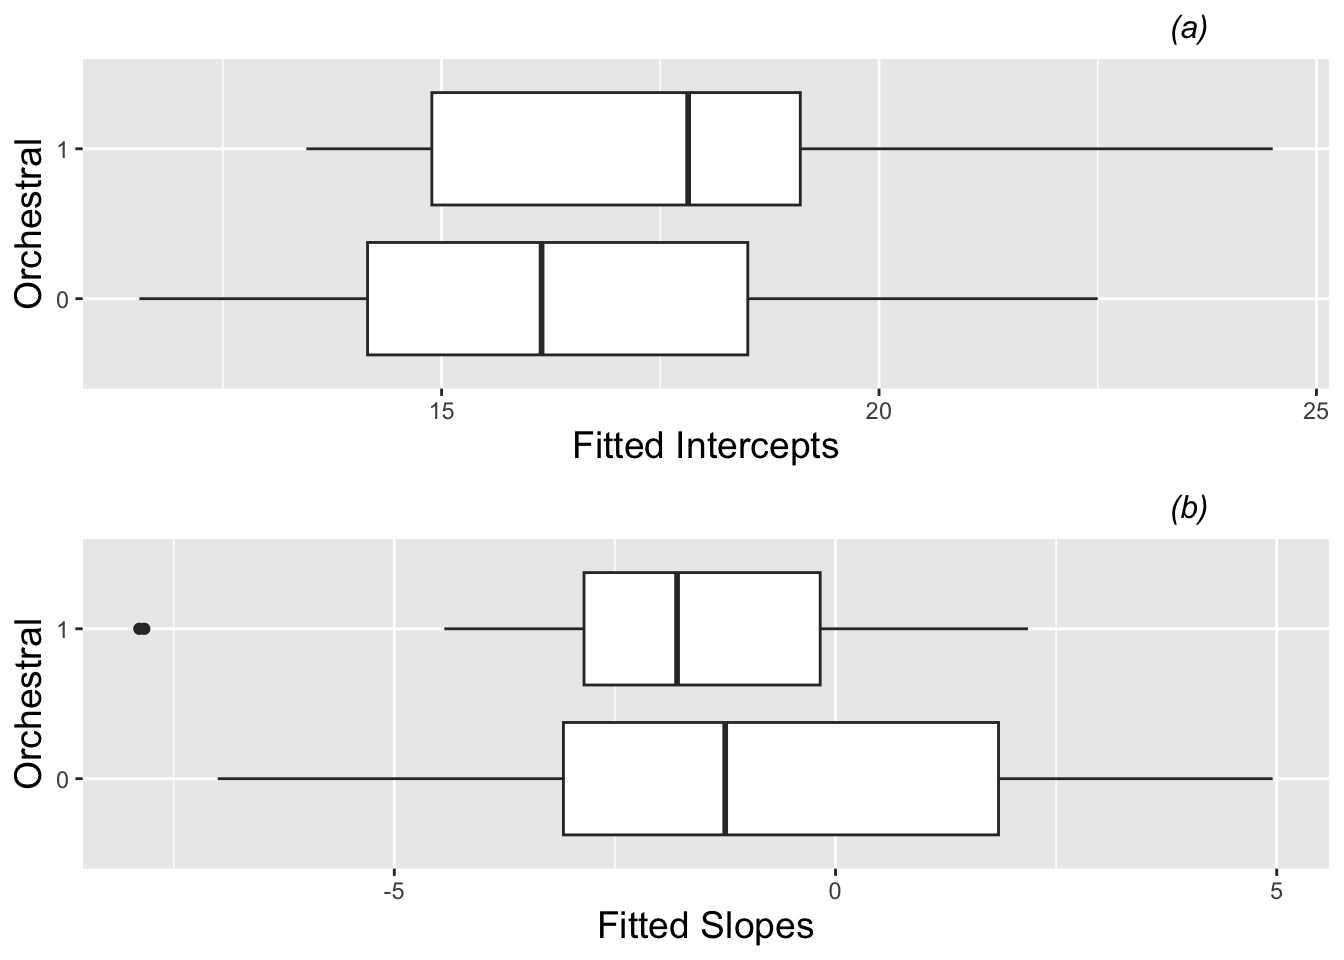 (a)
Orchestral
1
0
15 20 25
Fitted Intercepts
(b)
Orchestral
1
0
-5 0 5
Fitted Slopes